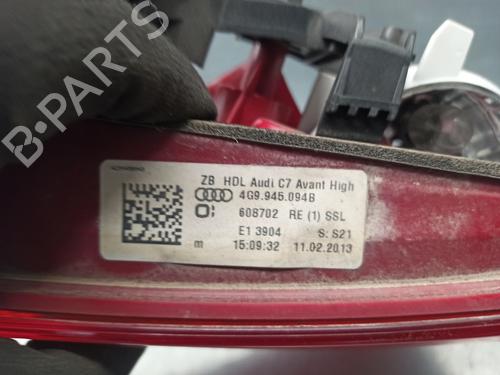 B-PARTS
ZB HDL Audi C7 Avant High
4G9.945.094B
608702 RE (1) SSL
E1 3904 S: S21
m 15:09:32 11.02.2013